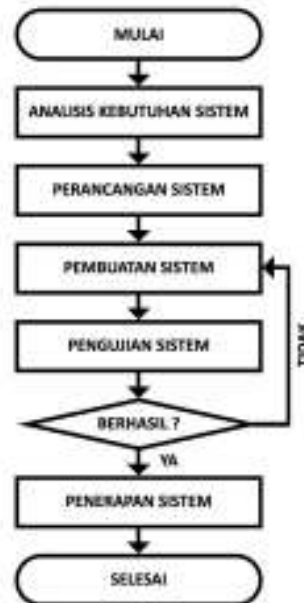 MULAI
ANALISIS KEBUTUHAN SISTEM
PERANCANGAN SISTEM
PEMBUATAN SISTEM
PENGUJIAN SISTEM
TIDAK
BERHASIL ?
YA
PENERAPAN SISTEM
SELESAI